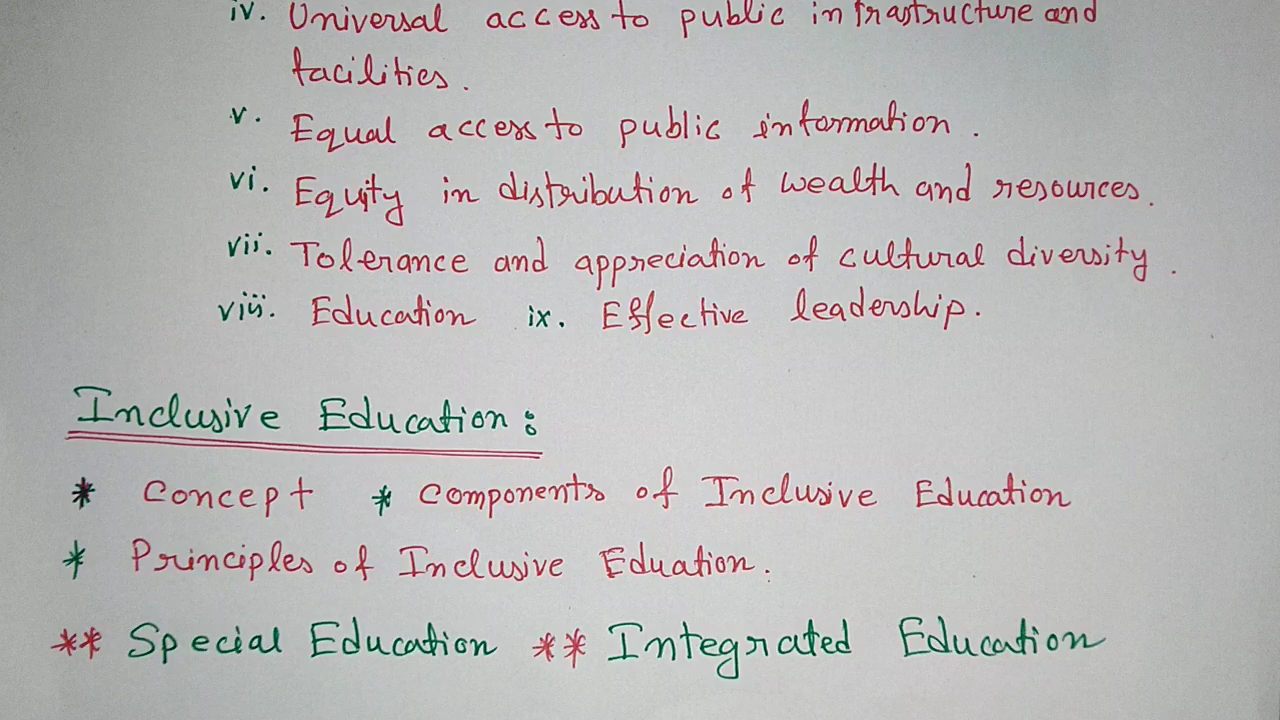 iv. Universal access to public infrastructure and
facilities.
v. Equal access to public information.
vi. Equity in distribution of wealth and resources.
vii. Tolerance and appreciation of cultural diversity.
viii. Education ix. Effective leadership.
Inclusive Education:
* Concept * Components of Inclusive Education
* Principles of Inclusive Eduation.
** Special Education ** Integrated Education